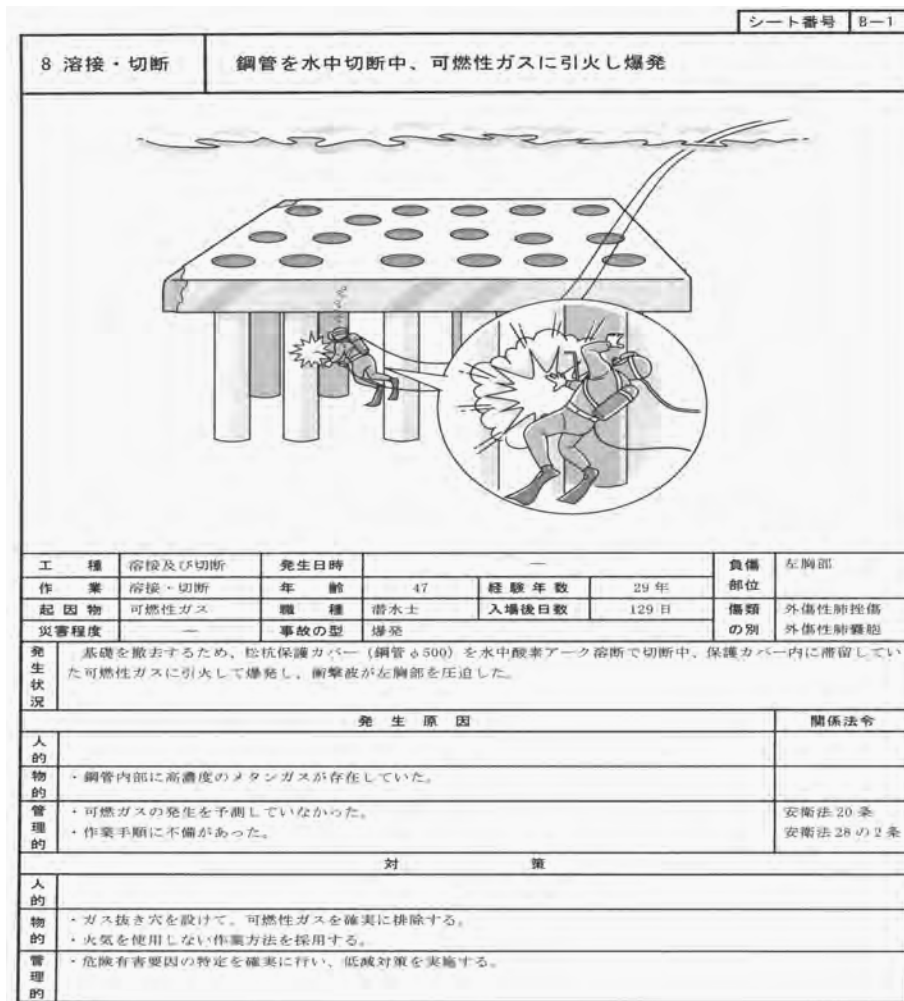 シート番号 8－1
8 溶接・切断 鋼管を水中切断中、可燃性ガスに引火し爆発
工種 溶接及び切断 発生日時 － 負傷部位 左胸部
作業 溶接・切断 年齢 47 経験年数 29年
起因物 可燃性ガス 職種 潜水士 入場後日数 129日 傷類の別 外傷性肺挫傷
災害程度 － 事故の型 爆発 外傷性肺嚢胞
発生状況 基礎を撤去するため、松杭保護カバー（鋼管φ500）を水中酸素アーク溶断で切断中、保護カバー内に滞留してい
た可燃性ガスに引火して爆発し、衝撃波が左胸部を圧迫した。
発生原因 関係法令
人的
物的 ・鋼管内部に高濃度のメタンガスが存在していた。
管理的 ・可燃ガスの発生を予測していなかった。 安衛法20条
・作業手順に不備があった。 安衛法28の2条
対策
人的
物的 ・ガス抜き穴を設けて、可燃性ガスを確実に排除する。
・火気を使用しない作業方法を採用する。
管理的 ・危険有害要因の特定を確実に行い、低減対策を実施する。